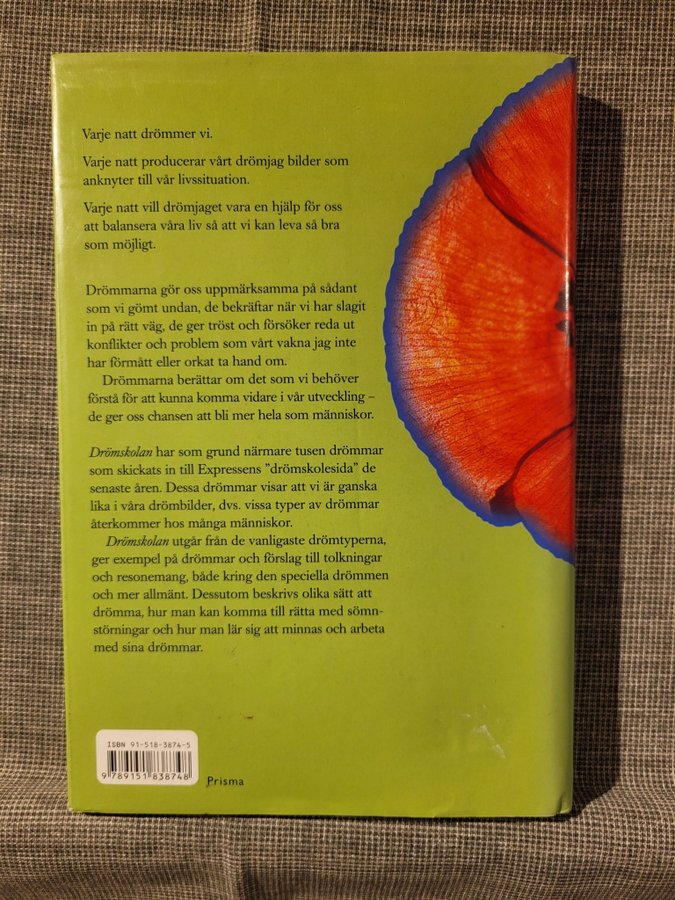 Varje natt drömmer vi.
Varje natt producerar vårt drömjag bilder som
anknyter till vår livssituation.
Varje natt vill drömjaget vara en hjälp för oss
att balansera våra liv så att vi kan leva så bra
som möjligt.
Drömmarna gör oss uppmärksamma på sådant
som vi gömt undan, de bekräftar när vi har slagit
in på rätt väg, de ger tröst och försöker reda ut
konflikter och problem som vårt vakna jag inte
har förmått eller orkat ta hand om.
Drömmarna berättar om det som vi behöver
förstå för att kunna komma vidare i vår utveckling –
de ger oss chansen att bli mer hela som människor.
Drömskolan har som grund närmare tusen drömmar
som skickats in till Expressens ”drömskolesida” de
senaste åren. Dessa drömmar visar att vi är ganska
lika i våra drömbilder, dvs. vissa typer av drömmar
återkommer hos många människor.
Drömskolan utgår från de vanligaste drömtyperna,
ger exempel på drömmar och förslag till tolkningar
och resonemang, både kring den speciella drömmen
och mer allmänt. Dessutom beskrivs olika sätt att
drömma, hur man kan komma till rätta med sömn-
störningar och hur man lär sig att minnas och arbeta
med sina drömmar.
ISBN 91-518-3874-5
9 789151 838748
Prisma